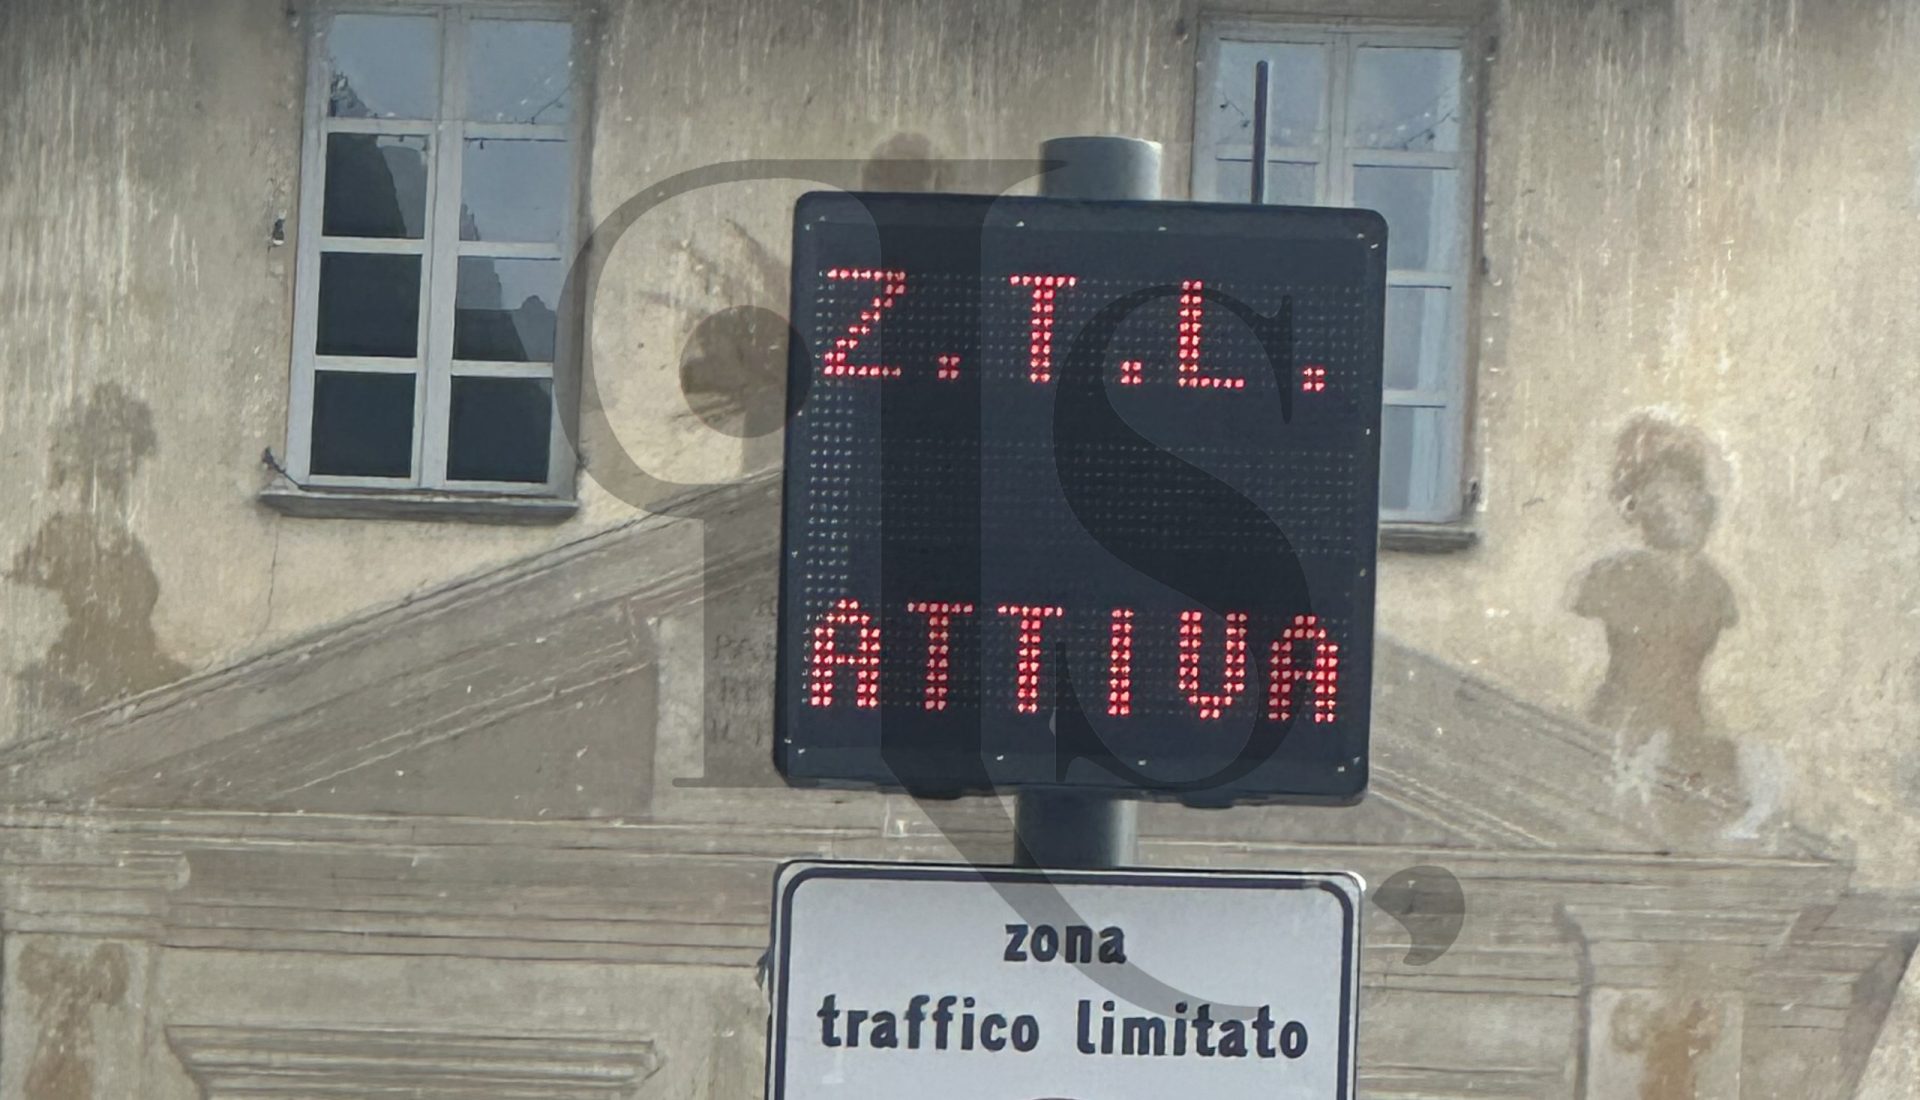 Z.T.L.
ATTIVA
zona
traffico limitato